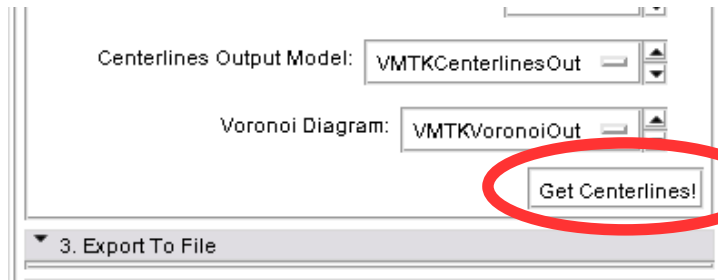 Centerlines Output Model: VMTKCenterlinesOut
Voronoi Diagram: VMTKVoronoiOut
Get Centerlines!
3. Export To File